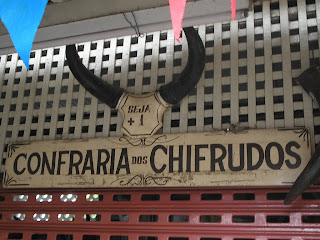 SEJA
+ 1
CONFRARIA DOS CHIFRUDOS